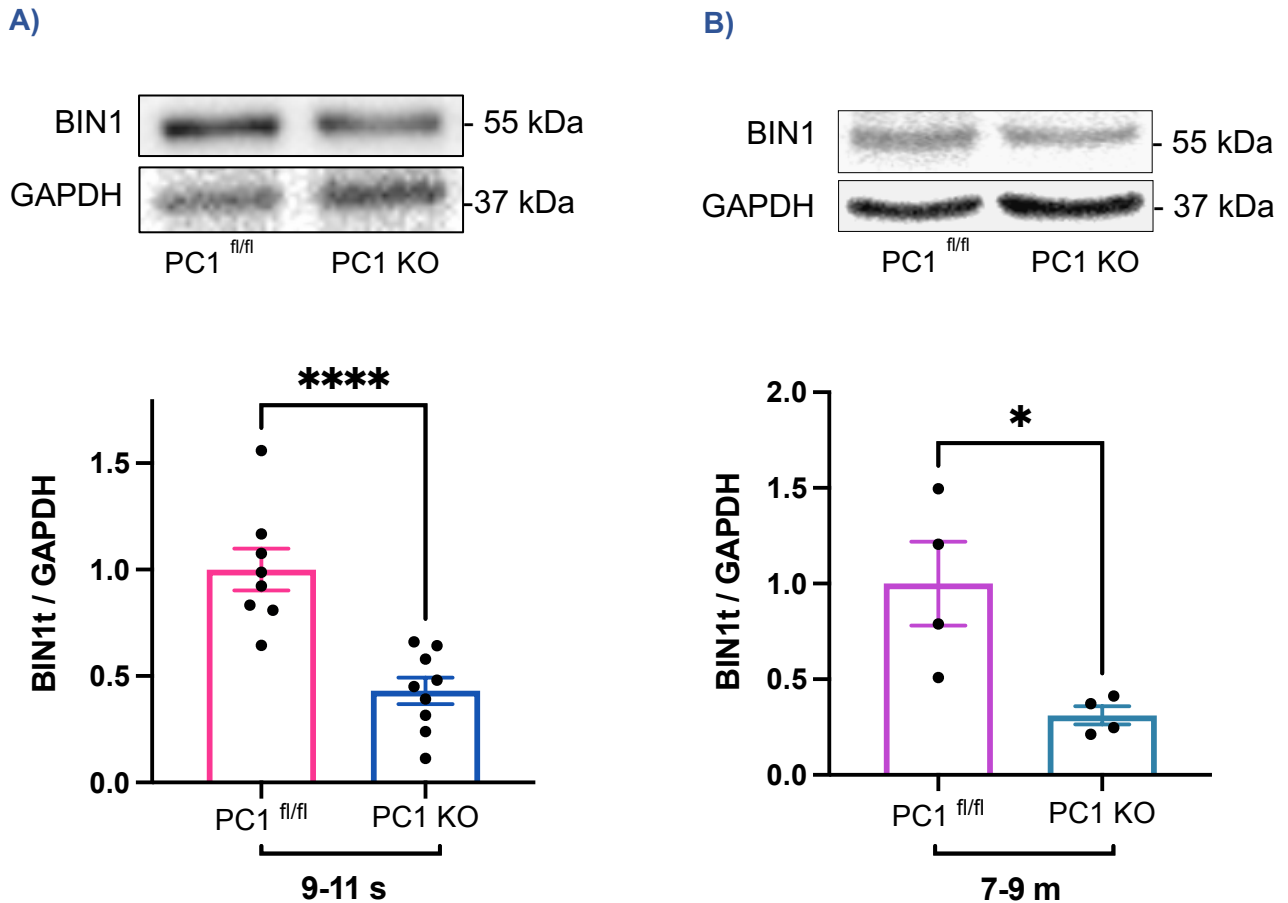 A)
BIN1
- 55 kDa
GAPDH
-37 kDa
PC1 fl/fl
PC1 KO
****
1.5
1.0
0.5
0.0
BIN1t / GAPDH
PC1 fl/fl
PC1 KO
9-11 s
B)
BIN1
- 55 kDa
GAPDH
- 37 kDa
PC1 fl/fl
PC1 KO
*
2.0
1.5
1.0
0.5
0.0
BIN1t / GAPDH
PC1 fl/fl
PC1 KO
7-9 m